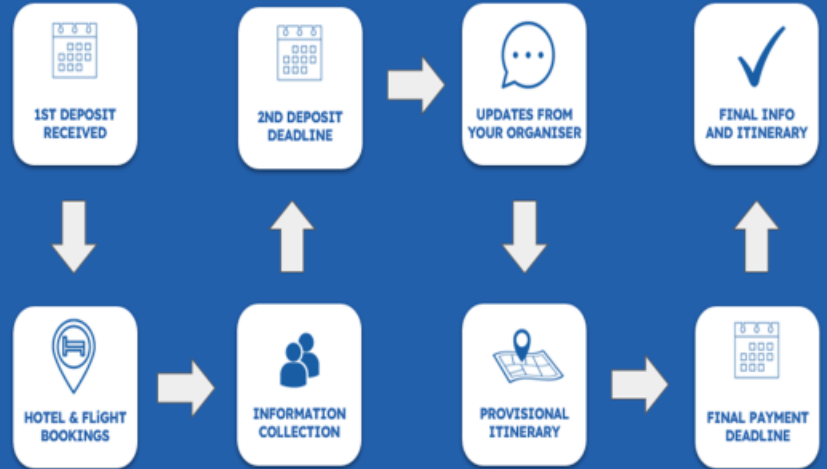 1ST DEPOSIT
RECEIVED
HOTEL & FLiGHT
BOOKINGS
INFORMATION
COLLECTION
2ND DEPOSIT
DEADLINE
UPDATES FROM
YOUR ORGANISER
PROVISIONAL
ITINERARY
FINAL PAYMENT
DEADLINE
FINAL INFO
AND ITINERARY